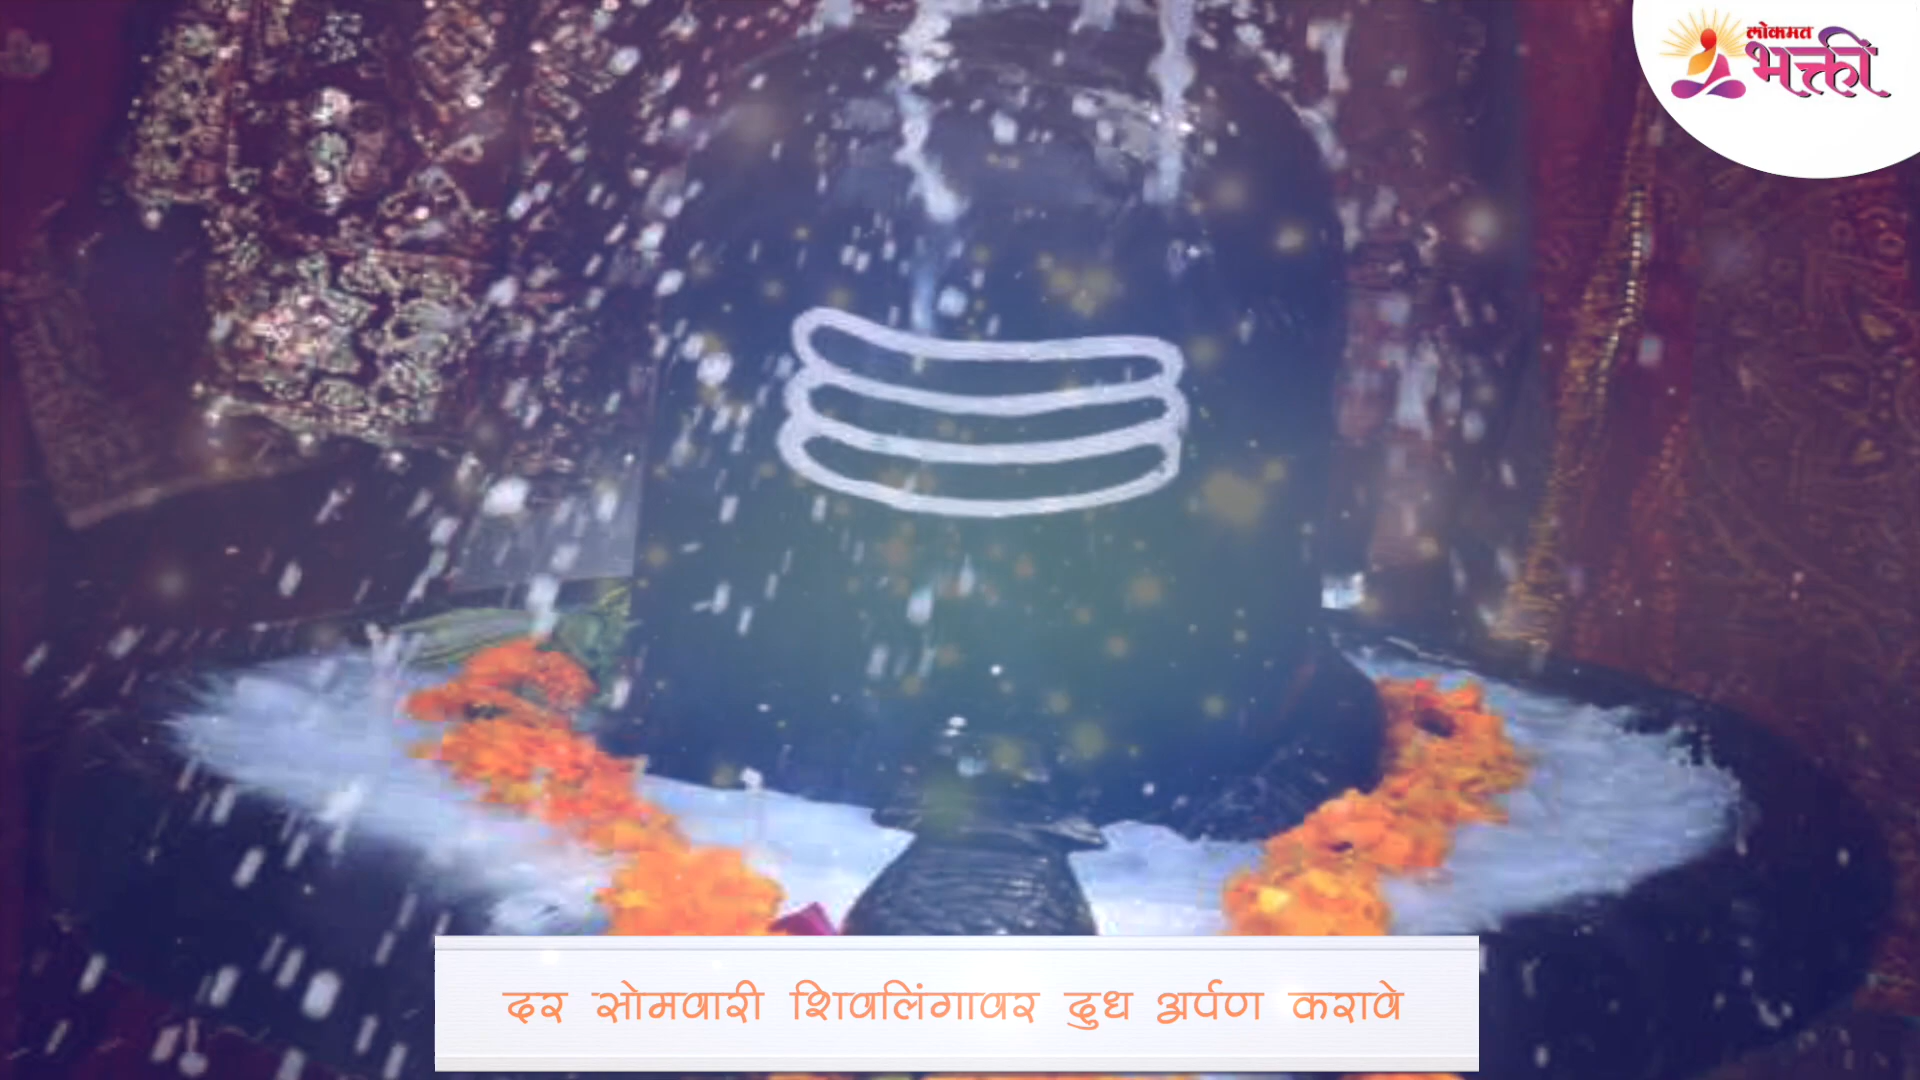 लोकमत
भक्ती
दर सोमवारी शिवलिंगावर दुध अर्पण करावे